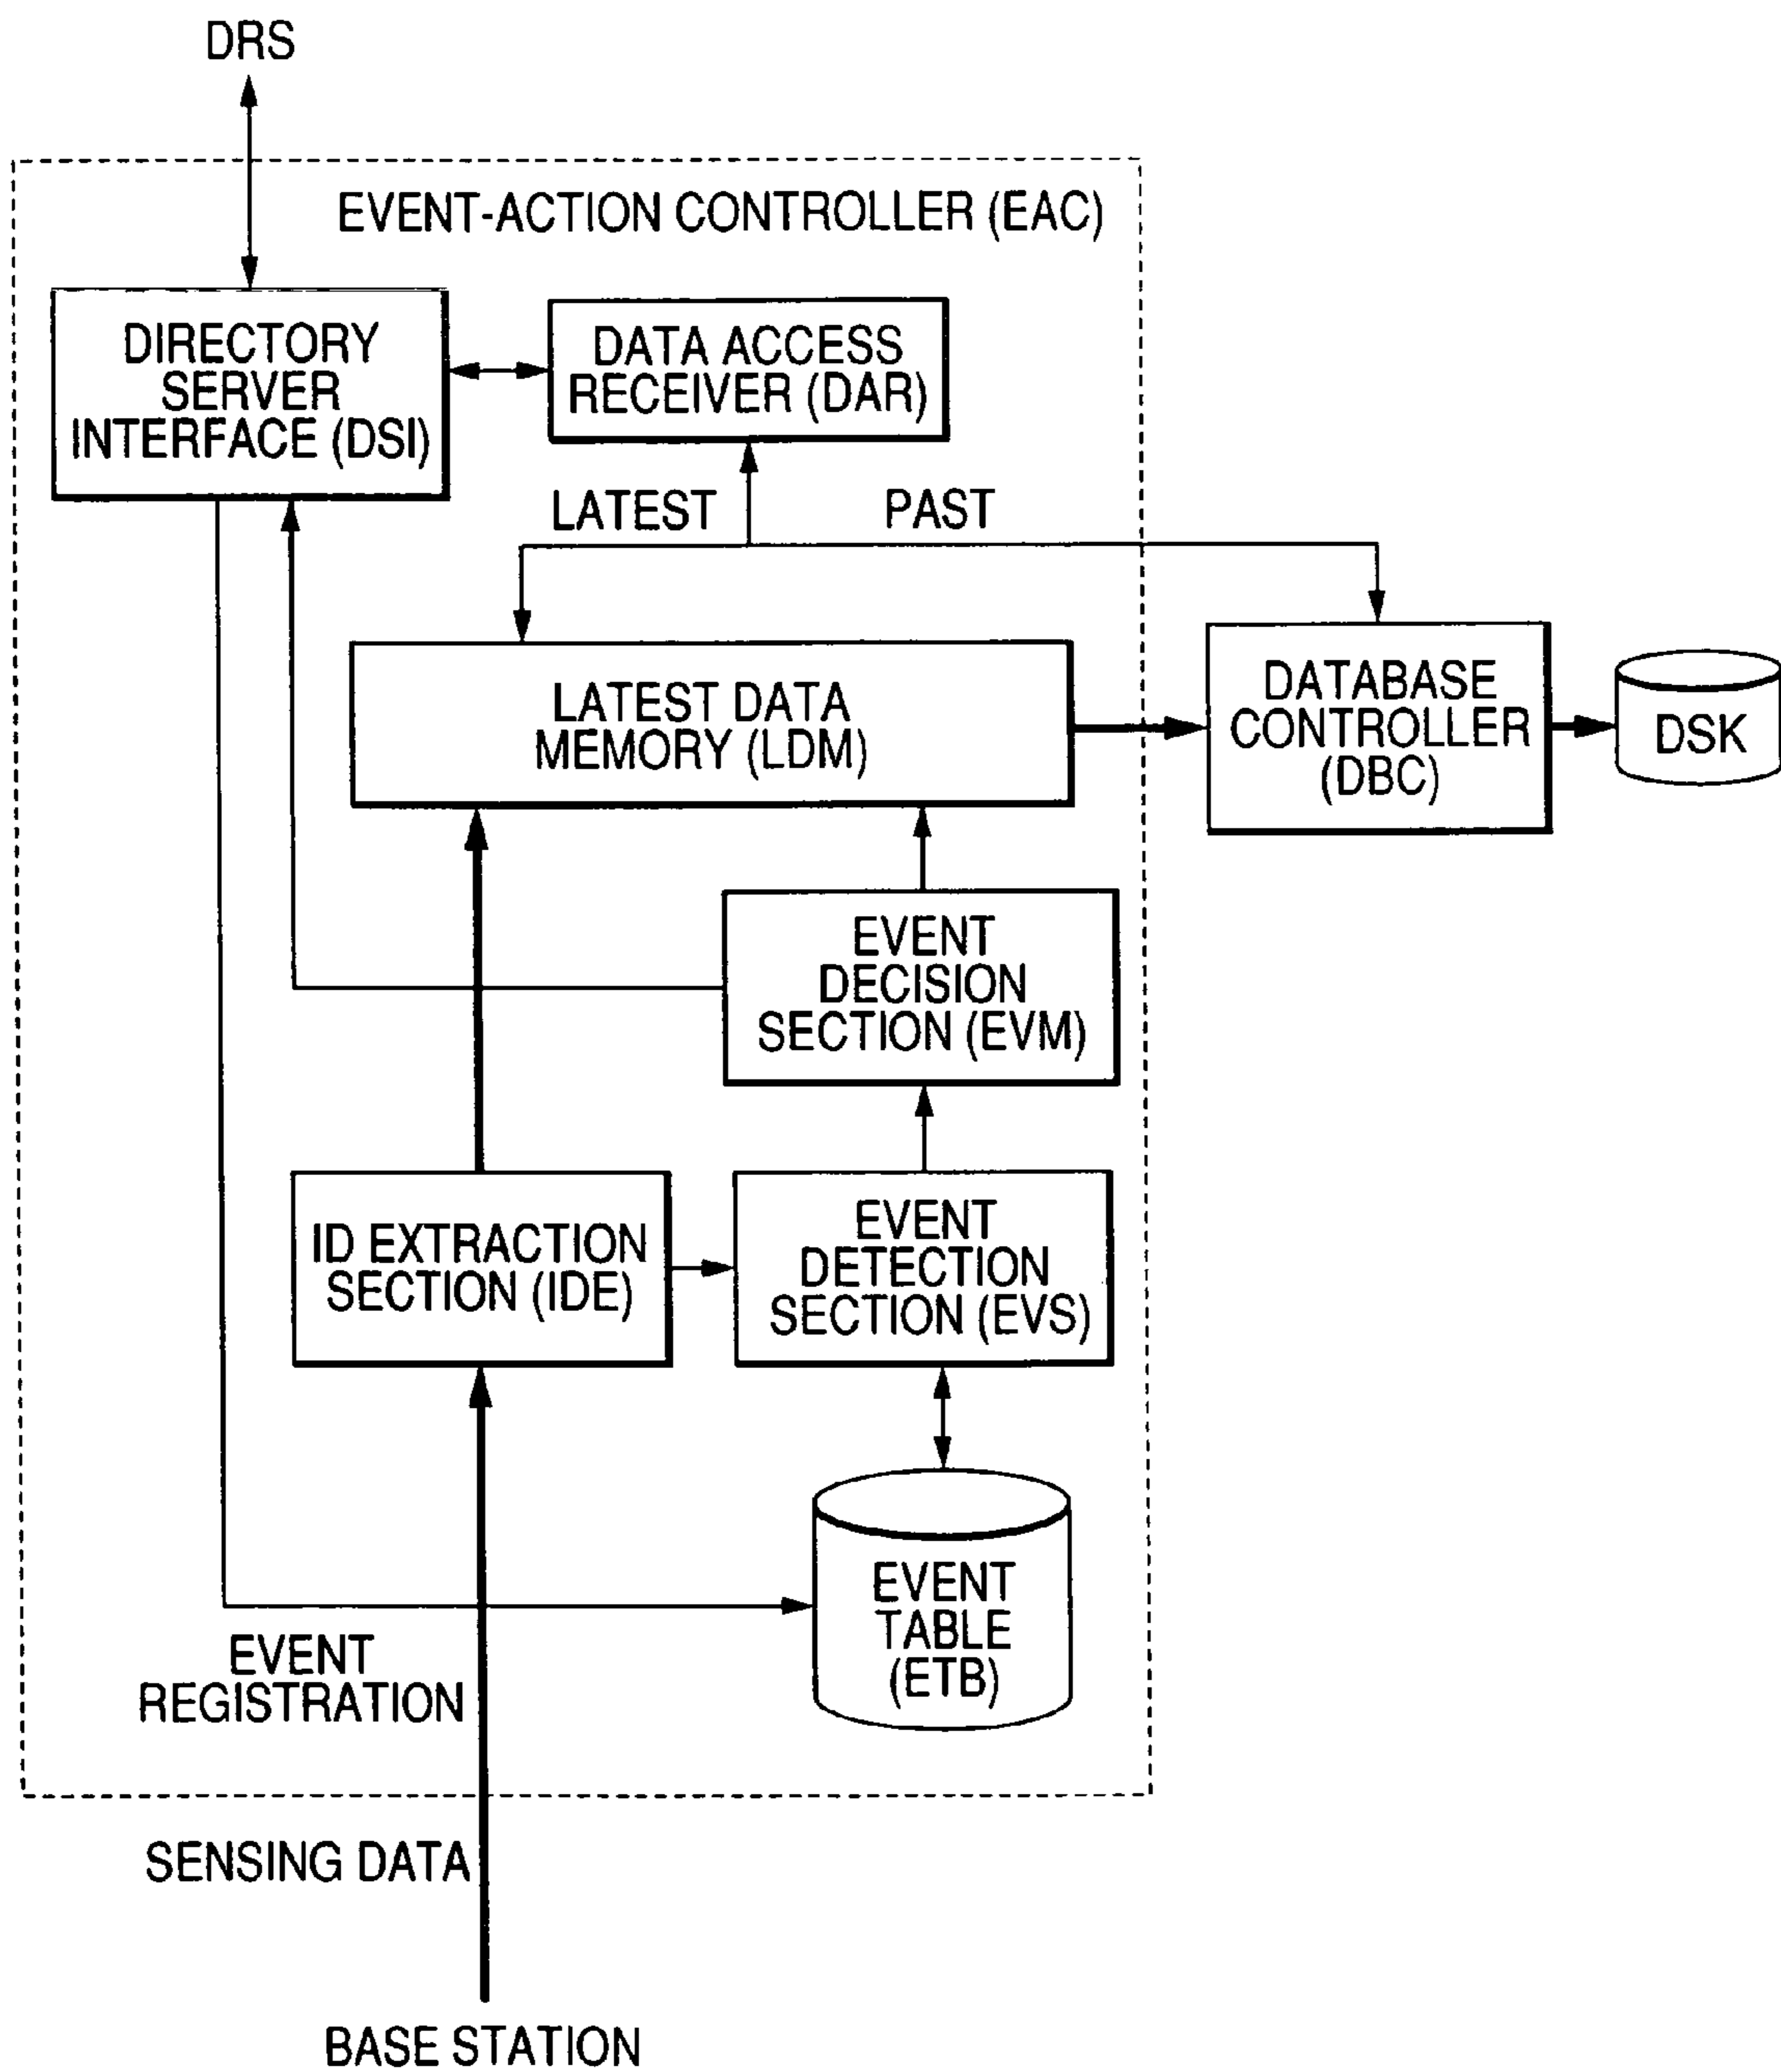 DRS
EVENT-ACTION CONTROLLER (EAC)
DIRECTORY
SERVER
INTERFACE (DSI)
DATA ACCESS
RECEIVER (DAR)
LATEST
PAST
LATEST DATA
MEMORY (LDM)
DATABASE
CONTROLLER
(DBC)
DSK
EVENT
DECISION
SECTION (EVM)
ID EXTRACTION
SECTION (IDE)
EVENT
DETECTION
SECTION (EVS)
EVENT
TABLE
(ETB)
EVENT
REGISTRATION
SENSING DATA
BASE STATION